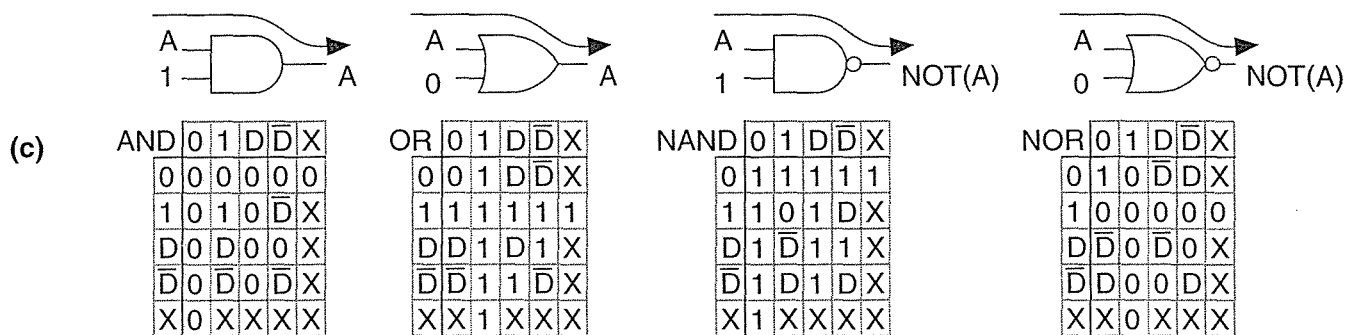 A A A A
1 A 0 A 1 NOT(A) 0 NOT(A)
(c)
AND 0 1 D D̅ X
0 0 0 0 0 0
1 0 1 0 D̅ X
D 0 D 0 0 X
D̅ 0 D̅ 0 D̅ X
X 0 X X X X
OR 0 1 D D̅ X
0 0 1 D D̅ X
1 1 1 1 1 1
D D 1 D 1 X
D̅ D̅ 1 1 D̅ X
X X 1 X X X
NAND 0 1 D D̅ X
0 1 1 1 1 1
1 1 0 1 D X
D 1 D̅ 1 1 X
D̅ 1 D 1 D X
X 1 X X X X
NOR 0 1 D D̅ X
0 1 0 D̅ D X
1 0 0 0 0 0
D D̅ 0 D̅ 0 X
D̅ D 0 0 D X
X X 0 X X X